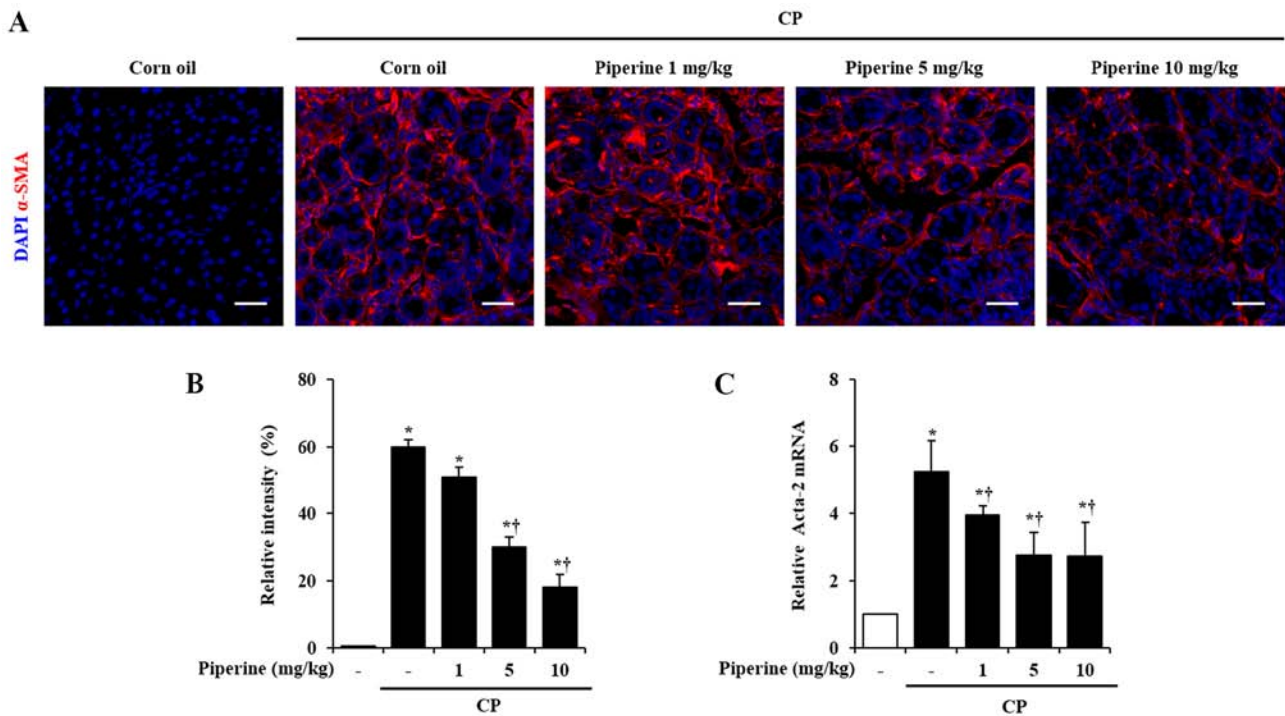 A
CP
Corn oil
Corn oil
Piperine 1 mg/kg
Piperine 5 mg/kg
Piperine 10 mg/kg
DAPI α-SMA
B
Relative intensity (%)
80
60
40
20
0
*
*
*†
*†
Piperine (mg/kg)
-
-
1
5
10
CP
C
Relative Acta-2 mRNA
8
6
4
2
0
*
*†
*†
*†
Piperine (mg/kg)
-
-
1
5
10
CP